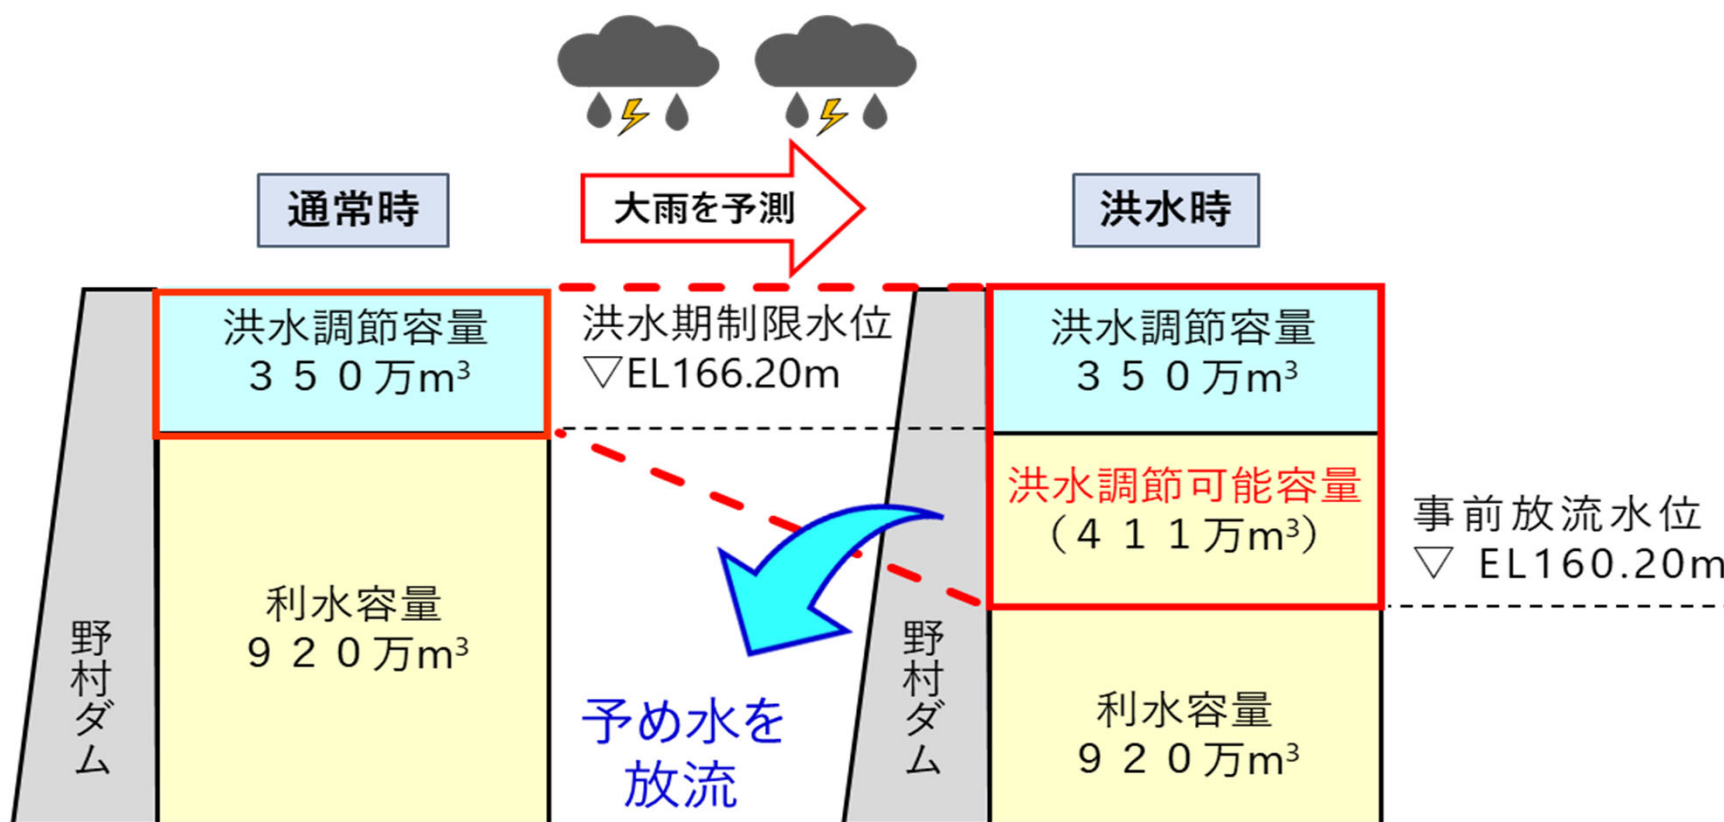 通常時
大雨を予測
洪水時
洪水調節容量
３５０万m³
洪水期制限水位
▽EL166.20m
洪水調節容量
３５０万m³
洪水調節可能容量
（４１１万m³）
事前放流水位
▽ EL160.20m
利水容量
９２０万m³
野村ダム
予め水を
放流
野村ダム
利水容量
９２０万m³